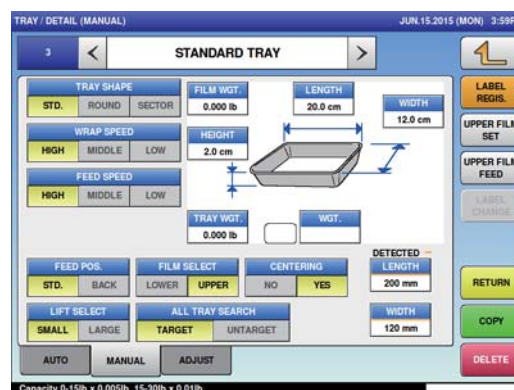 TRAY / DETAIL (MANUAL) JUN.15.2015 (MON) 3:59P
3 < STANDARD TRAY >
TRAY SHAPE
STD. ROUND SECTOR
WRAP SPEED
HIGH MIDDLE LOW
FEED SPEED
HIGH MIDDLE LOW
FILM WGT.
0.000 lb
LENGTH
20.0 cm
WIDTH
12.0 cm
HEIGHT
2.0 cm
TRAY WGT.
0.000 lb
WGT.
FEED POS.
STD. BACK
FILM SELECT
LOWER UPPER
CENTERING
NO YES
DETECTED –
LENGTH
200 mm
LIFT SELECT
SMALL LARGE
ALL TRAY SEARCH
TARGET UNTARGET
WIDTH
120 mm
AUTO MANUAL ADJUST
LABEL
REGIS.
UPPER FILM
SET
UPPER FILM
FEED
LABEL
CHANGE
RETURN
COPY
DELETE
Capacity 0-15lb x 0.005lb, 15-30lb x 0.01lb